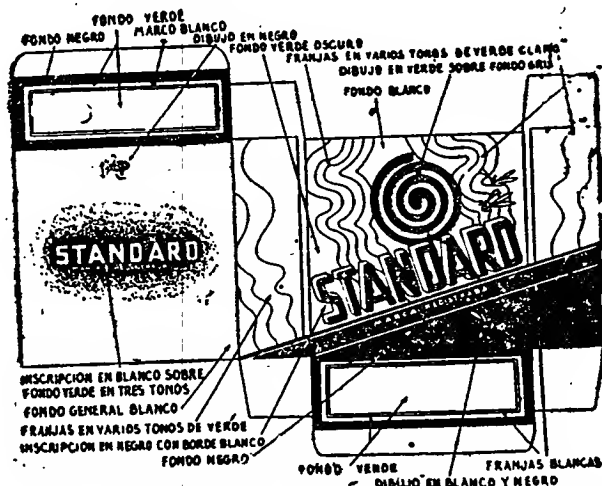 FONDO VERDE
FONDO NEGRO
MARCO BLANCO
DIBUJO EN NEGRO
FONDO VERDE OSCURO
FRANJAS EN VARIOS TONOS DE VERDE CLARO
DIBUJO EN VERDE SOBRE FONDO GRIS
FONDO BLANCO
STANDARD
STANDARD
MARCA REGISTRADA
INSCRIPCIÓN EN BLANCO SOBRE
FONDO VERDE EN TRES TONOS
FONDO GENERAL BLANCO
FRANJAS EN VARIOS TONOS DE VERDE
INSCRIPCION EN NEGRO CON BORDE BLANCO
FONDO NEGRO
FONDO VERDE
FRANJAS BLANCAS
DIBUJO EN BLANCO Y NEGRO